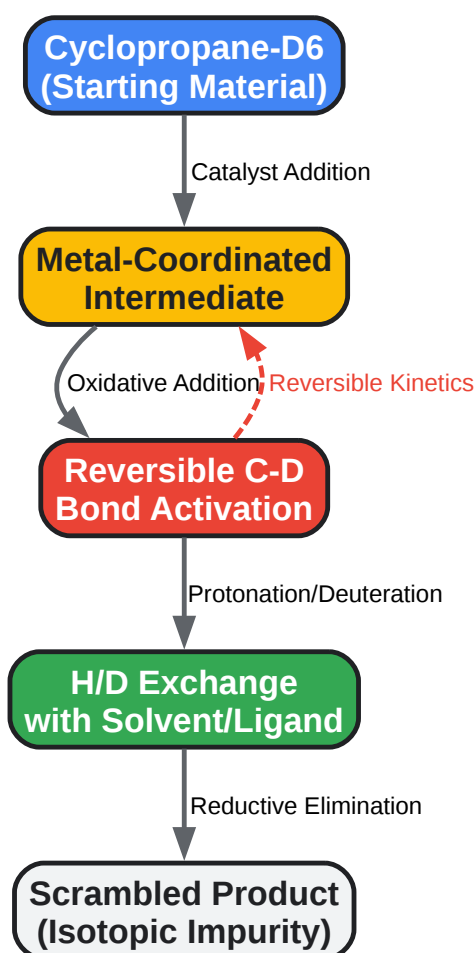 Cyclopropane-D6
(Starting Material)
Catalyst Addition
Metal-Coordinated
Intermediate
Oxidative Addition
Reversible Kinetics
Reversible C-D
Bond Activation
Protonation/Deuteration
H/D Exchange
with Solvent/Ligand
Reductive Elimination
Scrambled Product
(Isotopic Impurity)